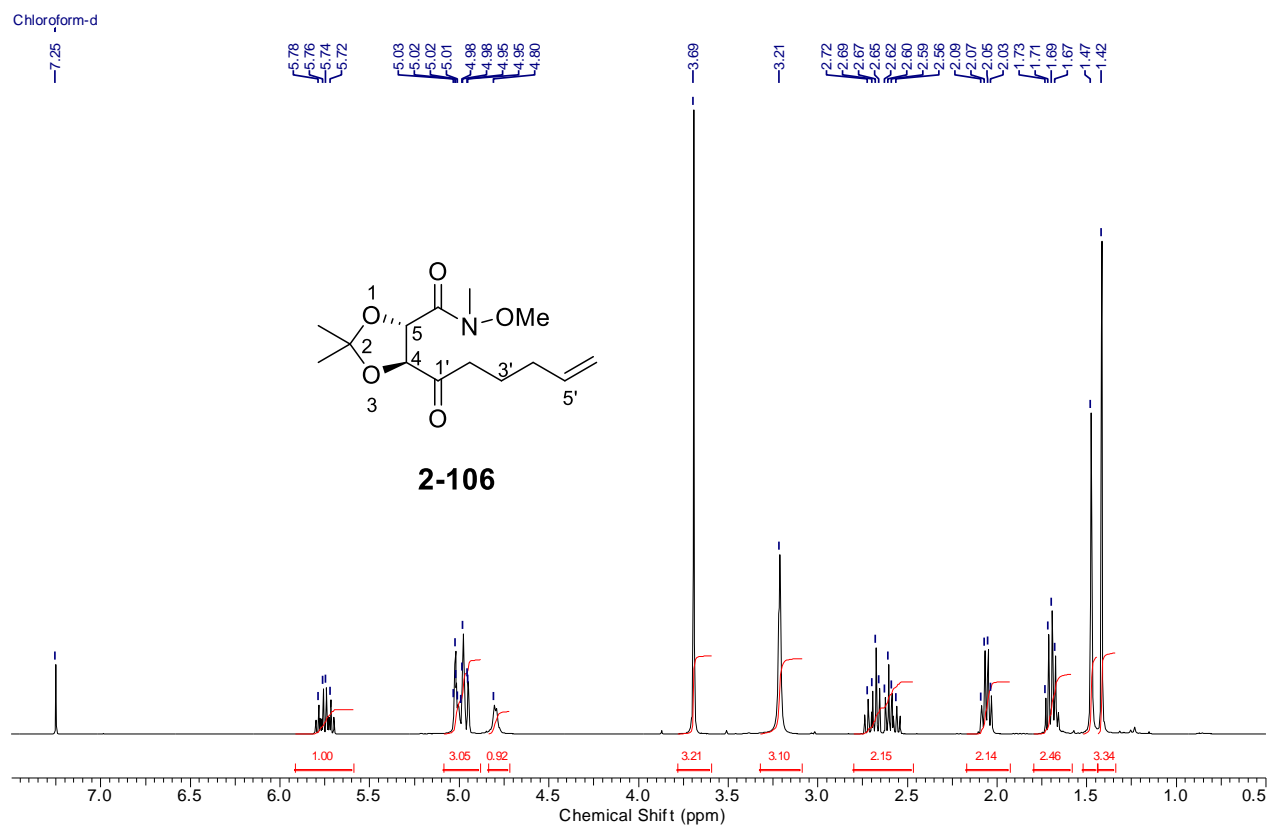 Chloroform-d
7.25
5.78 5.76 5.74 5.72
5.03 5.02 5.02 5.01 4.98 4.98 4.95 4.95 4.80
3.69
3.21
2.72 2.69 2.67 2.65 2.62 2.60 2.59 2.56 2.09 2.07 2.05 2.03 1.73 1.71 1.69 1.67 1.47 1.42
O
1
O
N
OMe
5
2
4
1'
3'
O
3
5'
O
2-106
1.00 3.05 0.92 3.21 3.10 2.15 2.14 2.46 3.34
7.0 6.5 6.0 5.5 5.0 4.5 4.0 3.5 3.0 2.5 2.0 1.5 1.0 0.5
Chemical Shift (ppm)